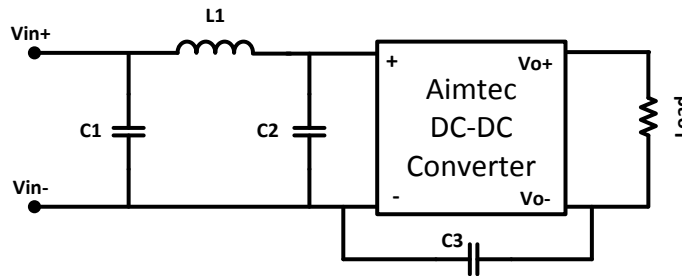 L1
Vin+
+
Vo+
Aimtec
DC-DC
Converter
Load
C1
C2
Vin-
-
Vo-
C3